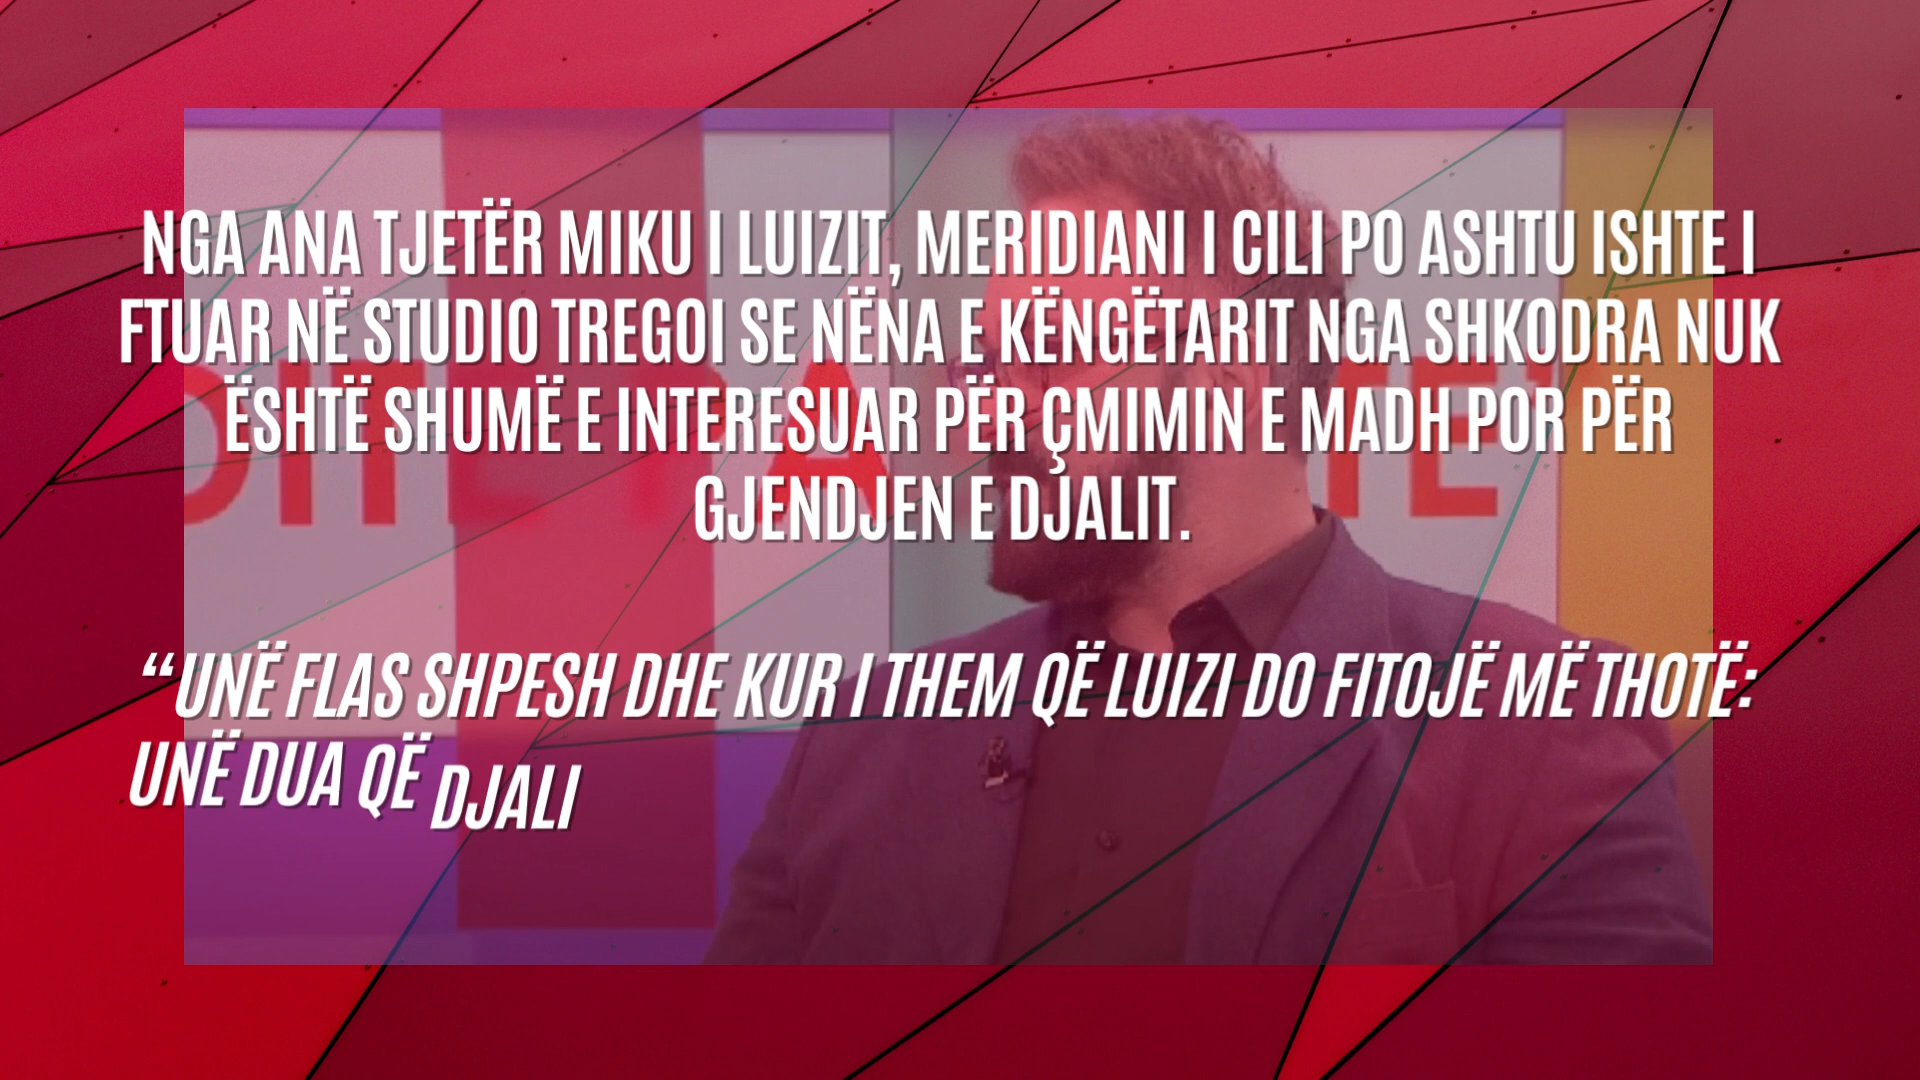 NGA ANA TJETËR MIKU I LUIZIT, MERIDIANI I CILI PO ASHTU ISHTE I
FTUAR NË STUDIO TREGOI SE NËNA E KËNGËTARIT NGA SHKODRA NUK
ËSHTË SHUMË E INTERESUAR PËR ÇMIMIN E MADH POR PËR
GJENDJEN E DJALIT.
“UNË FLAS SHPESH DHE KUR I THEM QË LUIZI DO FITOJË MË THOTË:
UNË DUA QË DJALI